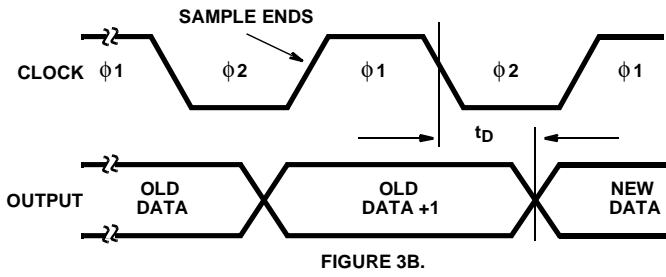 SAMPLE ENDS
CLOCK
ϕ1 ϕ2 ϕ1 ϕ2 ϕ1
tD
OUTPUT
OLD DATA
OLD DATA +1
NEW DATA
FIGURE 3B.